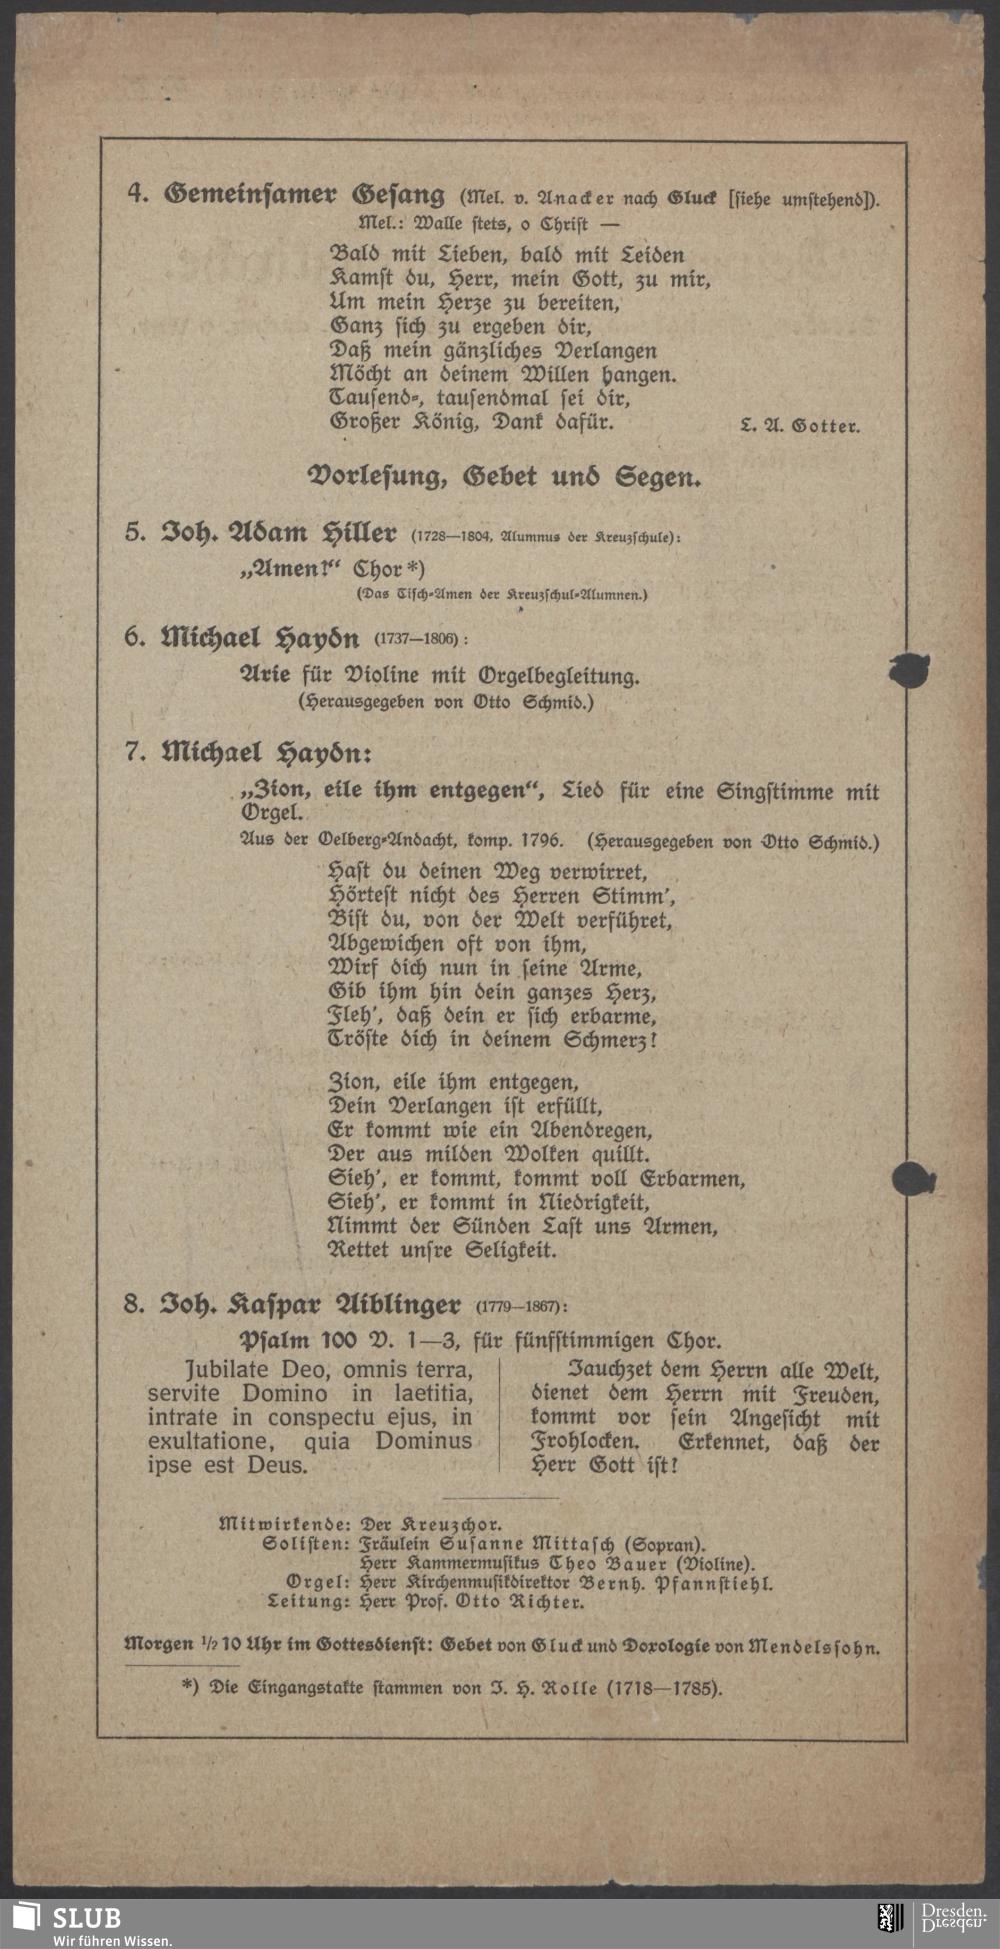 4. Gemeinsamer Gesang (Mel. v. Anacker nach Gluck [siehe umstehend]).
Mel.: Walle stets, o Christ —
Bald mit Lieben, bald mit Leiden
Kamst du, Herr, mein Gott, zu mir,
Um mein Herze zu bereiten,
Ganz sich zu ergeben dir,
Daß mein gänzliches Verlangen
Möcht an deinem Willen hangen.
Tausend-, tausendmal sei dir,
Großer König, Dank dafür. L. A. Gotter.
Vorlesung, Gebet und Segen.
5. Joh. Adam Hiller (1728—1804, Alumnus der Kreuzschule):
„Amen!“ Chor*)
(Das Tisch-Amen der Kreuzschul-Alumnen.)
6. Michael Haydn (1737—1806):
Arie für Violine mit Orgelbegleitung.
(Herausgegeben von Otto Schmid.)
7. Michael Haydn:
„Zion, eile ihm entgegen“, Lied für eine Singstimme mit
Orgel.
Aus der Oelberg-Andacht, komp. 1796. (Herausgegeben von Otto Schmid.)
Hast du deinen Weg verwirret,
Hörtest nicht des Herren Stimm’,
Bist du, von der Welt verführet,
Abgewichen oft von ihm,
Wirf dich nun in seine Arme,
Gib ihm hin dein ganzes Herz,
Fleh’, daß dein er sich erbarme,
Tröste dich in deinem Schmerz!
Zion, eile ihm entgegen,
Dein Verlangen ist erfüllt,
Er kommt wie ein Abendregen,
Der aus milden Wolken quillt.
Sieh’, er kommt, kommt voll Erbarmen,
Sieh’, er kommt in Niedrigkeit,
Nimmt der Sünden Last uns Armen,
Rettet unsre Seligkeit.
8. Joh. Kaspar Aiblinger (1779—1867):
Psalm 100 V. 1—3, für fünfstimmigen Chor.
Jubilate Deo, omnis terra,
servite Domino in laetitia,
intrate in conspectu ejus, in
exultatione, quia Dominus
ipse est Deus.
Jauchzet dem Herrn alle Welt,
dienet dem Herrn mit Freuden,
kommt vor sein Angesicht mit
Frohlocken. Erkennet, daß der
Herr Gott ist!
Mitwirkende: Der Kreuzchor.
Solisten: Fräulein Susanne Mittasch (Sopran).
Herr Kammermusikus Theo Bauer (Violine).
Orgel: Herr Kirchenmusikdirektor Bernh. Pfannstiehl.
Leitung: Herr Prof. Otto Richter.
Morgen ½10 Uhr im Gottesdienst: Gebet von Gluck und Doxologie von Mendelssohn.
*) Die Eingangstakte stammen von J. H. Rolle (1718—1785).
SLUB
Wir führen Wissen.
Dresden.